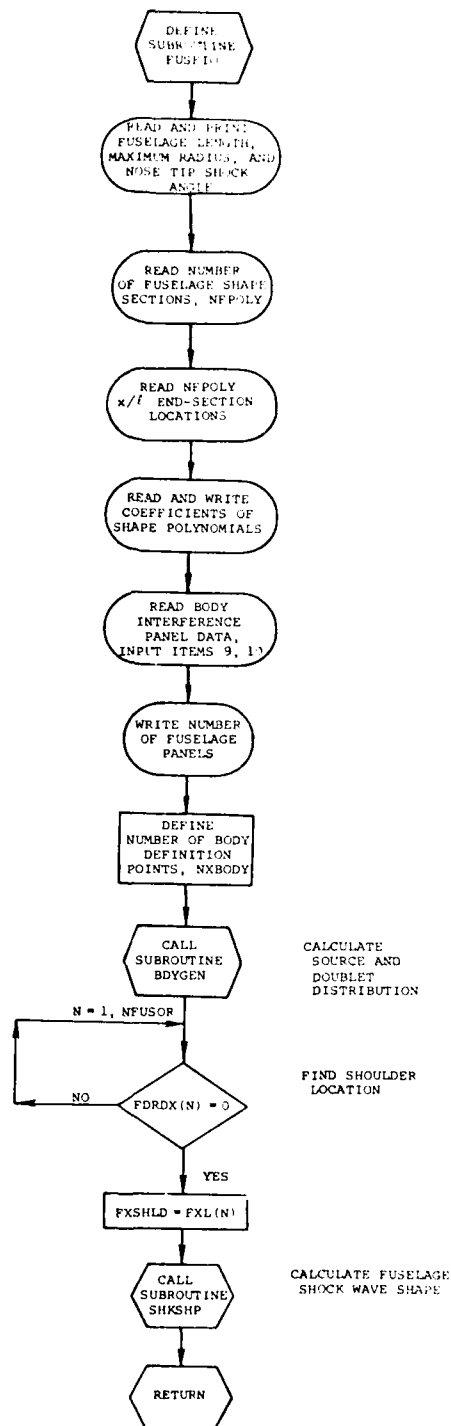 DEFINE
SUBROUTINE
READ AND PRINT
FUSELAGE LENGTH,
MAXIMUM RADIUS, AND
NOSE TIP SHOCK
ANGLE
READ NUMBER
OF FUSELAGE SHAPE
SECTIONS, NFPOLY
READ NFPOLY
x/ℓ END-SECTION
LOCATIONS
READ AND WRITE
COEFFICIENTS OF
SHAPE POLYNOMIALS
READ BODY
INTERFERENCE
PANEL DATA,
INPUT ITEMS 9, 10
WRITE NUMBER
OF FUSELAGE
PANELS
DEFINE
NUMBER OF BODY
DEFINITION
POINTS, NXBODY
CALL
SUBROUTINE
BDYGEN
CALCULATE
SOURCE AND
DOUBLET
DISTRIBUTION
N = 1, NFUSOR
FIND SHOULDER
LOCATION
NO
FDRDX(N) = 0
YES
FXSHLD = FXL(N)
CALL
SUBROUTINE
SHKSHP
CALCULATE FUSELAGE
SHOCK WAVE SHAPE
RETURN